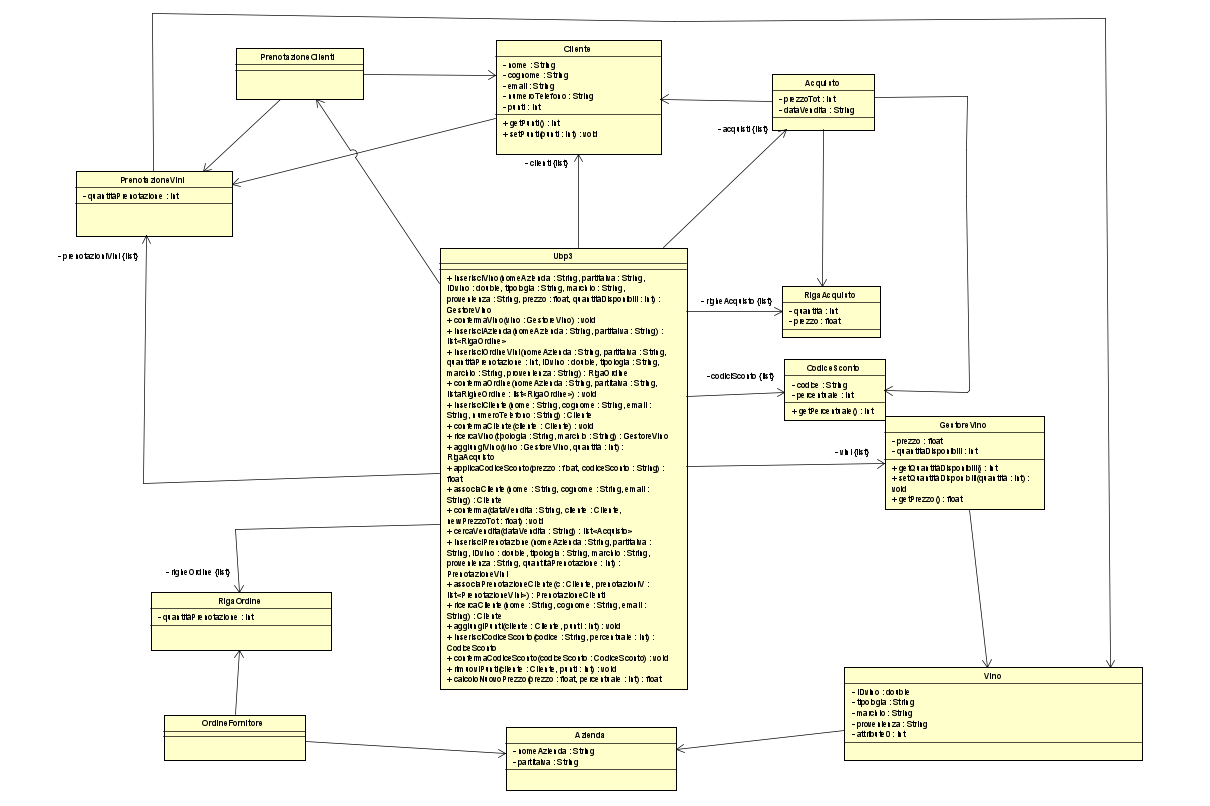 PrenotazioneClienti
Cliente
- nome : String
- cognome : String
- email : String
- numeroTelefono : String
- punti : int
+ getPunti() : int
+ setPunti(punti : int) : void
Acquisto
- prezzoTot : int
- dataVendita : String
- acquisti {list}
- clienti {list}
PrenotazioneVini
- quantitàPrenotazione : int
- prenotazioniVini {list}
Ubp3
+ inserisciVino(nomeAzienda : String, partitaIva : String,
IDvino : double, tipologia : String, marchio : String,
provenienza : String, prezzo : float, quantitàDisponibili : int) :
GestoreVino
+ confermaVino(vino : GestoreVino) : void
+ inserisciAzienda(nomeAzienda : String, partitaIva : String) :
list<RigaOrdine>
+ inserisciOrdineVini(nomeAzienda : String, partitaIva : String,
quantitàPrenotazione : int, IDvino : double, tipologia : String,
marchio : String, provenienza : String) : RigaOrdine
+ confermaOrdine(nomeAzienda : String, partitaIva : String,
listaRigheOrdine : list<RigaOrdine>) : void
+ inserisciCliente(nome : String, cognome : String, email :
String, numeroTelefono : String) : Cliente
+ confermaCliente(cliente : Cliente) : void
+ ricercaVino(tipologia : String, marchio : String) : GestoreVino
+ aggiungiVino(vino : GestoreVino, quantità : int) :
RigaAcquisto
+ applicaCodiceSconto(prezzo : float, codiceSconto : String) :
float
+ associaCliente(nome : String, cognome : String, email :
String) : Cliente
+ conferma(dataVendita : String, cliente : Cliente,
newPrezzoTot : float) : void
+ cercaVendita(dataVendita : String) : list<Acquisto>
+ inserisciPrenotazione(nomeAzienda : String, partitaIva :
String, IDvino : double, tipologia : String, marchio : String,
provenienza : String, quantitàPrenotazione : int) :
PrenotazioneVini
+ associaPrenotazioneCliente(c : Cliente, prenotazioniV :
list<PrenotazioneVini>) : PrenotazioneClienti
+ ricercaCliente(nome : String, cognome : String, email :
String) : Cliente
+ aggiungiPunti(cliente : Cliente, punti : int) : void
+ inserisciCodiceSconto(codice : String, percentuale : int) :
CodiceSconto
+ confermaCodiceSconto(codiceSconto : CodiceSconto) : void
+ rimuoviPunti(cliente : Cliente, punti : int) : void
+ calcoloNuovoPrezzo(prezzo : float, percentuale : int) : float
- righeAcquisto {list}
RigaAcquisto
- quantità : int
- prezzo : float
- codiciSconto {list}
CodiceSconto
- codice : String
- percentuale : int
+ getPercentuale() : int
- vini {list}
GestoreVino
- prezzo : float
- quantitàDisponibili : int
+ getQuantitàDisponibili() : int
+ setQuantitàDisponibili(quantità : int) :
void
+ getPrezzo() : float
- righeOrdine {list}
RigaOrdine
- quantitàPrenotazione : int
OrdineFornitore
Azienda
- nomeAzienda : String
- partitaIva : String
Vino
- IDvino : double
- tipologia : String
- marchio : String
- provenienza : String
- attribute0 : int